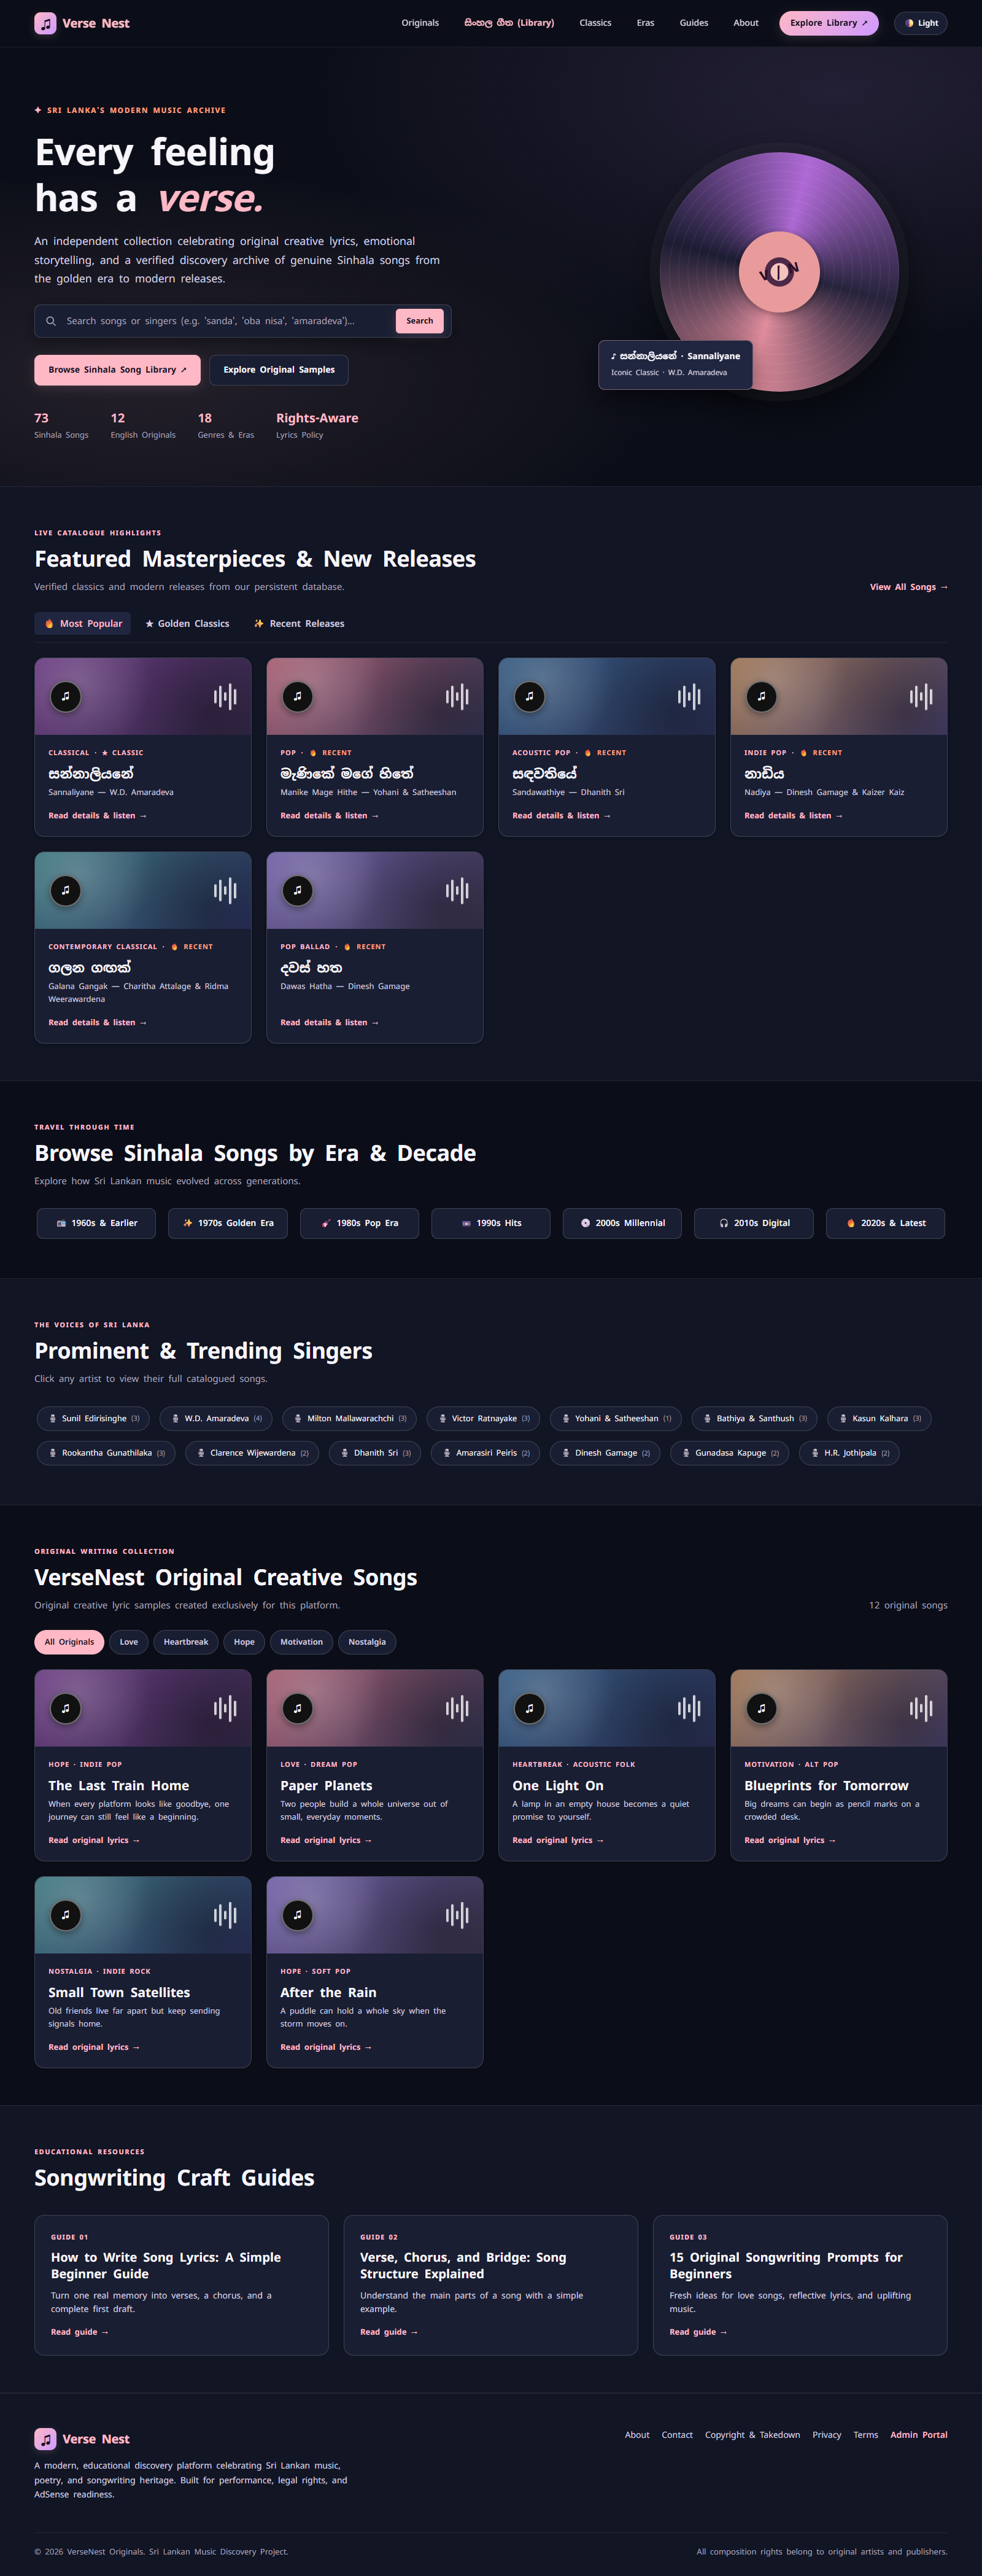 Verse Nest
Originals
සිංහල ගීත (Library)
Classics
Eras
Guides
About
Explore Library ↗
Light
✦ SRI LANKA'S MODERN MUSIC ARCHIVE
Every feeling
has a verse.
An independent collection celebrating original creative lyrics, emotional
storytelling, and a verified discovery archive of genuine Sinhala songs from
the golden era to modern releases.
Search songs or singers (e.g. 'sanda', 'oba nisa', 'amaradeva')...
Search
Browse Sinhala Song Library ↗
Explore Original Samples
73
Sinhala Songs
12
English Originals
18
Genres & Eras
Rights-Aware
Lyrics Policy
♪ සන්නාලියනේ · Sannaliyane
Iconic Classic · W.D. Amaradeva
LIVE CATALOGUE HIGHLIGHTS
Featured Masterpieces & New Releases
Verified classics and modern releases from our persistent database.
View All Songs →
🔥 Most Popular
★ Golden Classics
✨ Recent Releases
CLASSICAL · ★ CLASSIC
සන්නාලියනේ
Sannaliyane — W.D. Amaradeva
Read details & listen →
POP · 🔥 RECENT
මැණිකේ මගේ හිතේ
Manike Mage Hithe — Yohani & Satheeshan
Read details & listen →
ACOUSTIC POP · 🔥 RECENT
සඳවතියේ
Sandawathiye — Dhanith Sri
Read details & listen →
INDIE POP · 🔥 RECENT
නාඩිය
Nadiya — Dinesh Gamage & Kaizer Kaiz
Read details & listen →
CONTEMPORARY CLASSICAL · 🔥 RECENT
ගලන ගඟක්
Galana Gangak — Charitha Attalage & Ridma
Weerawardena
Read details & listen →
POP BALLAD · 🔥 RECENT
දවස් හත
Dawas Hatha — Dinesh Gamage
Read details & listen →
TRAVEL THROUGH TIME
Browse Sinhala Songs by Era & Decade
Explore how Sri Lankan music evolved across generations.
1960s & Earlier
1970s Golden Era
1980s Pop Era
1990s Hits
2000s Millennial
2010s Digital
2020s & Latest
THE VOICES OF SRI LANKA
Prominent & Trending Singers
Click any artist to view their full catalogued songs.
Sunil Edirisinghe (3)
W.D. Amaradeva (4)
Milton Mallawarachchi (3)
Victor Ratnayake (3)
Yohani & Satheeshan (1)
Bathiya & Santhush (3)
Kasun Kalhara (3)
Rookantha Gunathilaka (3)
Clarence Wijewardena (2)
Dhanith Sri (3)
Amarasiri Peiris (2)
Dinesh Gamage (2)
Gunadasa Kapuge (2)
H.R. Jothipala (2)
ORIGINAL WRITING COLLECTION
VerseNest Original Creative Songs
Original creative lyric samples created exclusively for this platform.
12 original songs
All Originals
Love
Heartbreak
Hope
Motivation
Nostalgia
HOPE · INDIE POP
The Last Train Home
When every platform looks like goodbye, one
journey can still feel like a beginning.
Read original lyrics →
LOVE · DREAM POP
Paper Planets
Two people build a whole universe out of
small, everyday moments.
Read original lyrics →
HEARTBREAK · ACOUSTIC FOLK
One Light On
A lamp in an empty house becomes a quiet
promise to yourself.
Read original lyrics →
MOTIVATION · ALT POP
Blueprints for Tomorrow
Big dreams can begin as pencil marks on a
crowded desk.
Read original lyrics →
NOSTALGIA · INDIE ROCK
Small Town Satellites
Old friends live far apart but keep sending
signals home.
Read original lyrics →
HOPE · SOFT POP
After the Rain
A puddle can hold a whole sky when the
storm moves on.
Read original lyrics →
EDUCATIONAL RESOURCES
Songwriting Craft Guides
GUIDE 01
How to Write Song Lyrics: A Simple
Beginner Guide
Turn one real memory into verses, a chorus, and a
complete first draft.
Read guide →
GUIDE 02
Verse, Chorus, and Bridge: Song
Structure Explained
Understand the main parts of a song with a simple
example.
Read guide →
GUIDE 03
15 Original Songwriting Prompts for
Beginners
Fresh ideas for love songs, reflective lyrics, and uplifting
music.
Read guide →
Verse Nest
A modern, educational discovery platform celebrating Sri Lankan music,
poetry, and songwriting heritage. Built for performance, legal rights, and
AdSense readiness.
About
Contact
Copyright & Takedown
Privacy
Terms
Admin Portal
© 2026 VerseNest Originals. Sri Lankan Music Discovery Project.
All composition rights belong to original artists and publishers.